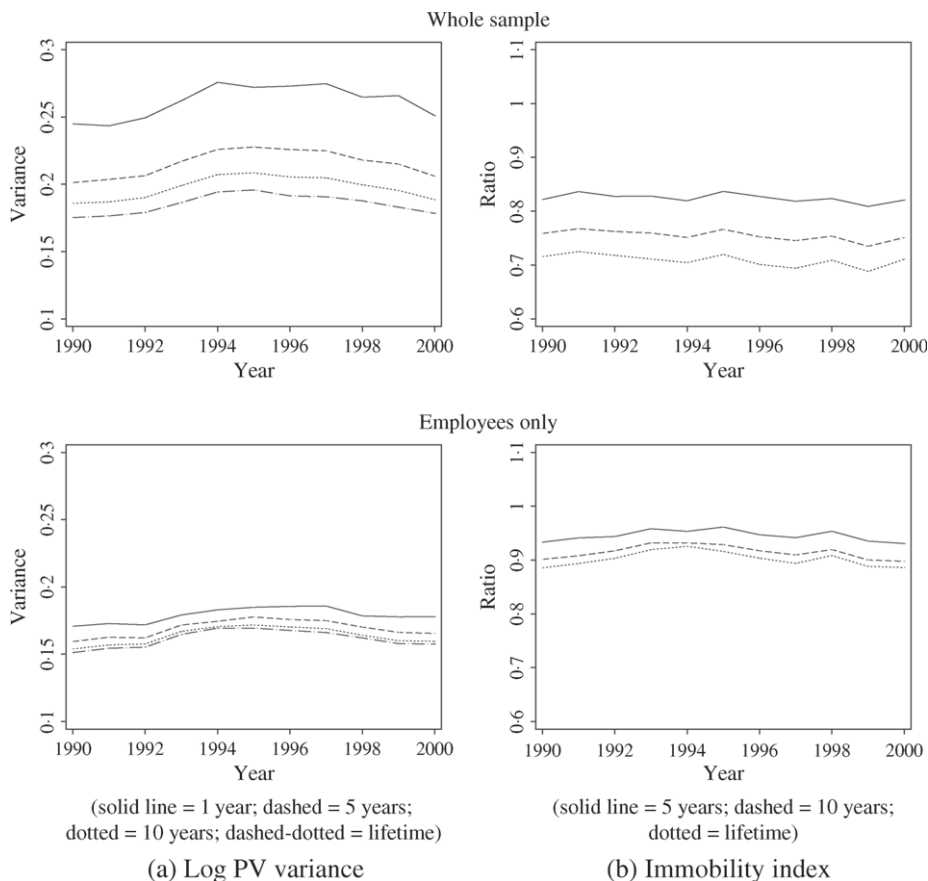 Whole sample
0·3
0·25
0·2
0·15
0·1
Variance
1990 1992 1994 1996 1998 2000
Year
1·1
1
0·9
0·8
0·7
0·6
Ratio
1990 1992 1994 1996 1998 2000
Year
Employees only
0·3
0·25
0·2
0·15
0·1
Variance
1990 1992 1994 1996 1998 2000
Year
(solid line = 1 year; dashed = 5 years;
dotted = 10 years; dashed-dotted = lifetime)
(a) Log PV variance
1·1
1
0·9
0·8
0·7
0·6
Ratio
1990 1992 1994 1996 1998 2000
Year
(solid line = 5 years; dashed = 10 years;
dotted = lifetime)
(b) Immobility index